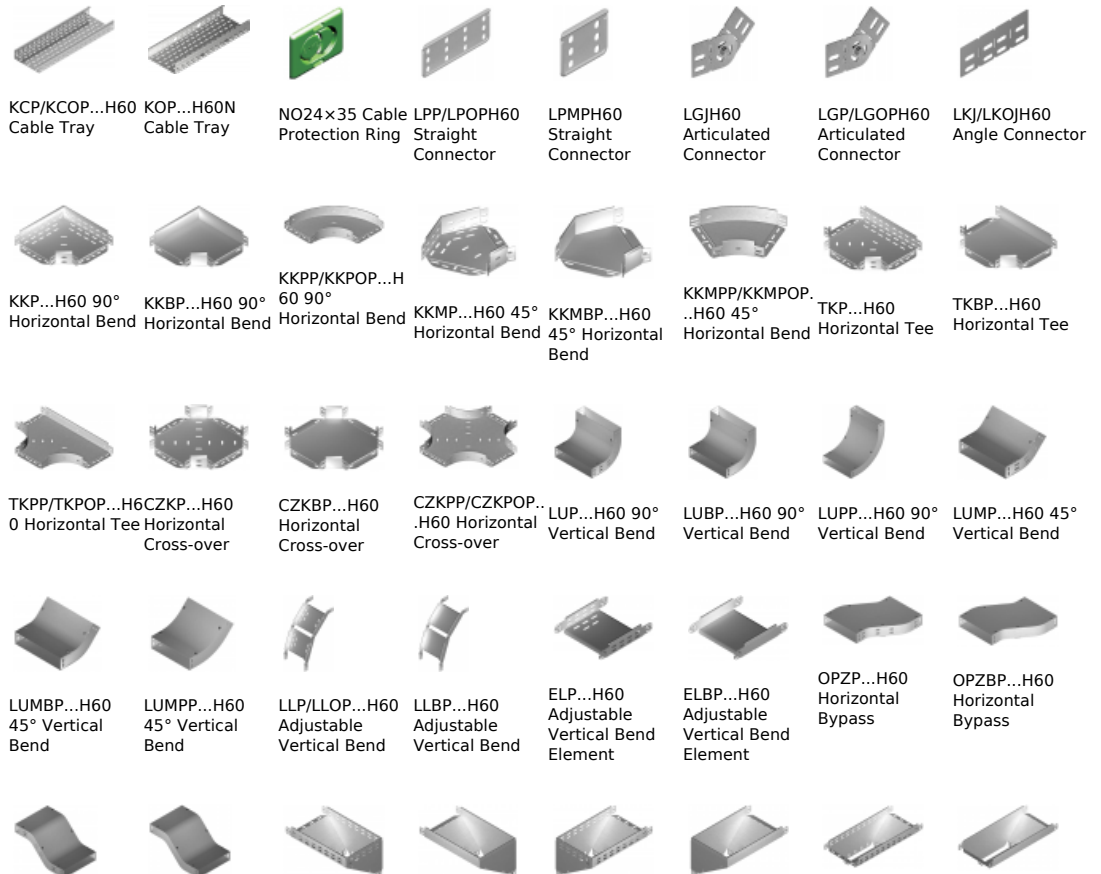 KCP/KCOP...H60
Cable Tray
KOP...H60N
Cable Tray
NO24×35 Cable
Protection Ring
LPP/LPOPH60
Straight
Connector
LPMPH60
Straight
Connector
LGJH60
Articulated
Connector
LGP/LGOPH60
Articulated
Connector
LKJ/LKOJH60
Angle Connector
KKP...H60 90°
Horizontal Bend
KKBP...H60 90°
Horizontal Bend
KKPP/KKPOP...H
60 90°
Horizontal Bend
KKMP...H60 45°
Horizontal Bend
KKMBP...H60
45° Horizontal
Bend
KKMPP/KKMPOP.
..H60 45°
Horizontal Bend
TKP...H60
Horizontal Tee
TKBP...H60
Horizontal Tee
TKPP/TKPOP...H6
0 Horizontal Tee
CZKP...H60
Horizontal
Cross-over
CZKBP...H60
Horizontal
Cross-over
CZKPP/CZKPOP..
.H60 Horizontal
Cross-over
LUP...H60 90°
Vertical Bend
LUBP...H60 90°
Vertical Bend
LUPP...H60 90°
Vertical Bend
LUMP...H60 45°
Vertical Bend
LUMBP...H60
45° Vertical
Bend
LUMPP...H60
45° Vertical
Bend
LLP/LLOP...H60
Adjustable
Vertical Bend
LLBP...H60
Adjustable
Vertical Bend
ELP...H60
Adjustable
Vertical Bend
Element
ELBP...H60
Adjustable
Vertical Bend
Element
OPZP...H60
Horizontal
Bypass
OPZBP...H60
Horizontal
Bypass